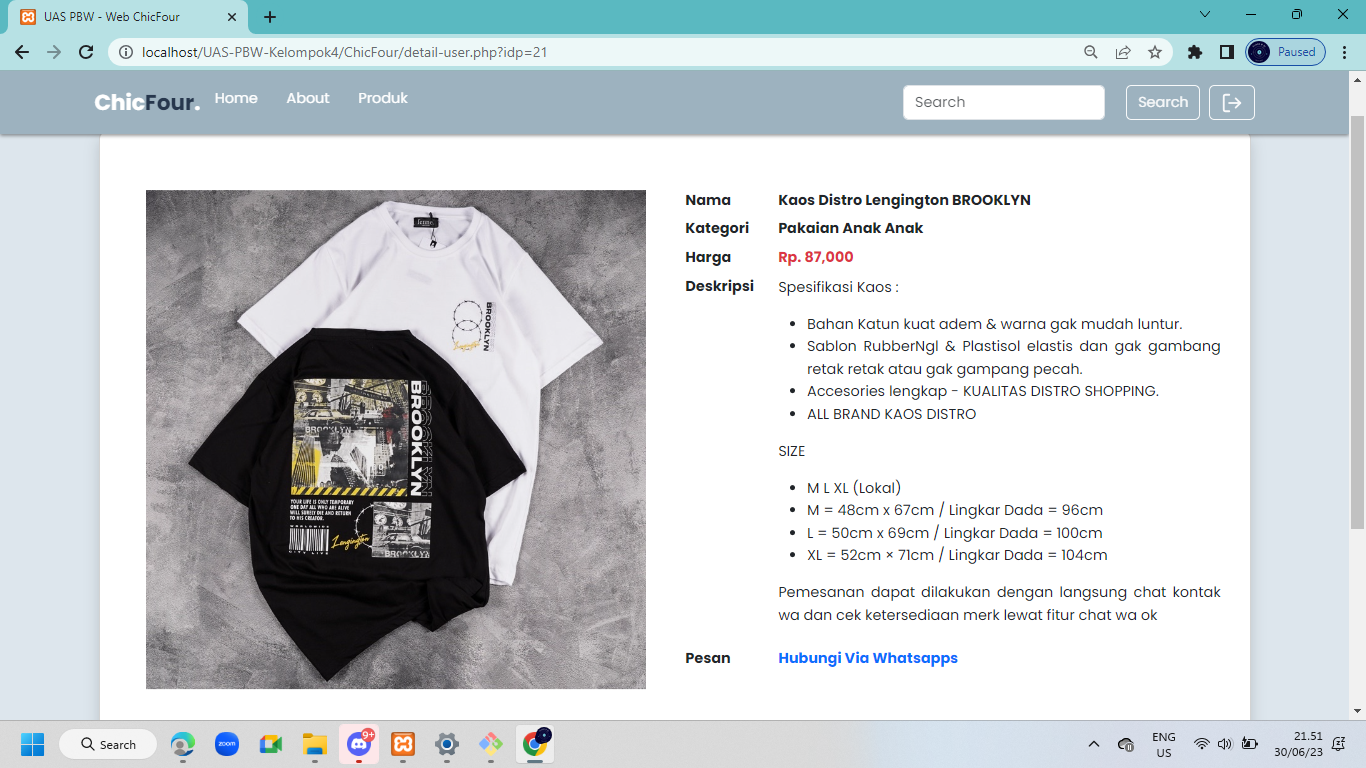 UAS PBW - Web ChicFour
localhost/UAS-PBW-Kelompok4/ChicFour/detail-user.php?idp=21
Paused
ChicFour.
Home
About
Produk
Search
Search
Nama
Kaos Distro Lengington BROOKLYN
Kategori
Pakaian Anak Anak
Harga
Rp. 87,000
Deskripsi
Spesifikasi Kaos :
Bahan Katun kuat adem & warna gak mudah luntur.
Sablon RubberNgl & Plastisol elastis dan gak gambang
retak retak atau gak gampang pecah.
Accesories lengkap - KUALITAS DISTRO SHOPPING.
ALL BRAND KAOS DISTRO
SIZE
M L XL (Lokal)
M = 48cm x 67cm / Lingkar Dada = 96cm
L = 50cm x 69cm / Lingkar Dada = 100cm
XL = 52cm × 71cm / Lingkar Dada = 104cm
Pemesanan dapat dilakukan dengan langsung chat kontak
wa dan cek ketersediaan merk lewat fitur chat wa ok
Pesan
Hubungi Via Whatsapps
BROOKLYN
BROOKLYN
BROOKLYN
YOUR LIFE IS ONLY TEMPORARY
ONE DAY ALL WHO ARE ALIVE
WILL SURELY DIE AND RETURN
TO HIS CREATOR.
WORLDWIDE
CITY LIVE
Lengington
BROOKLYN
Search
zoom
9+
ENG
US
21.51
30/06/23